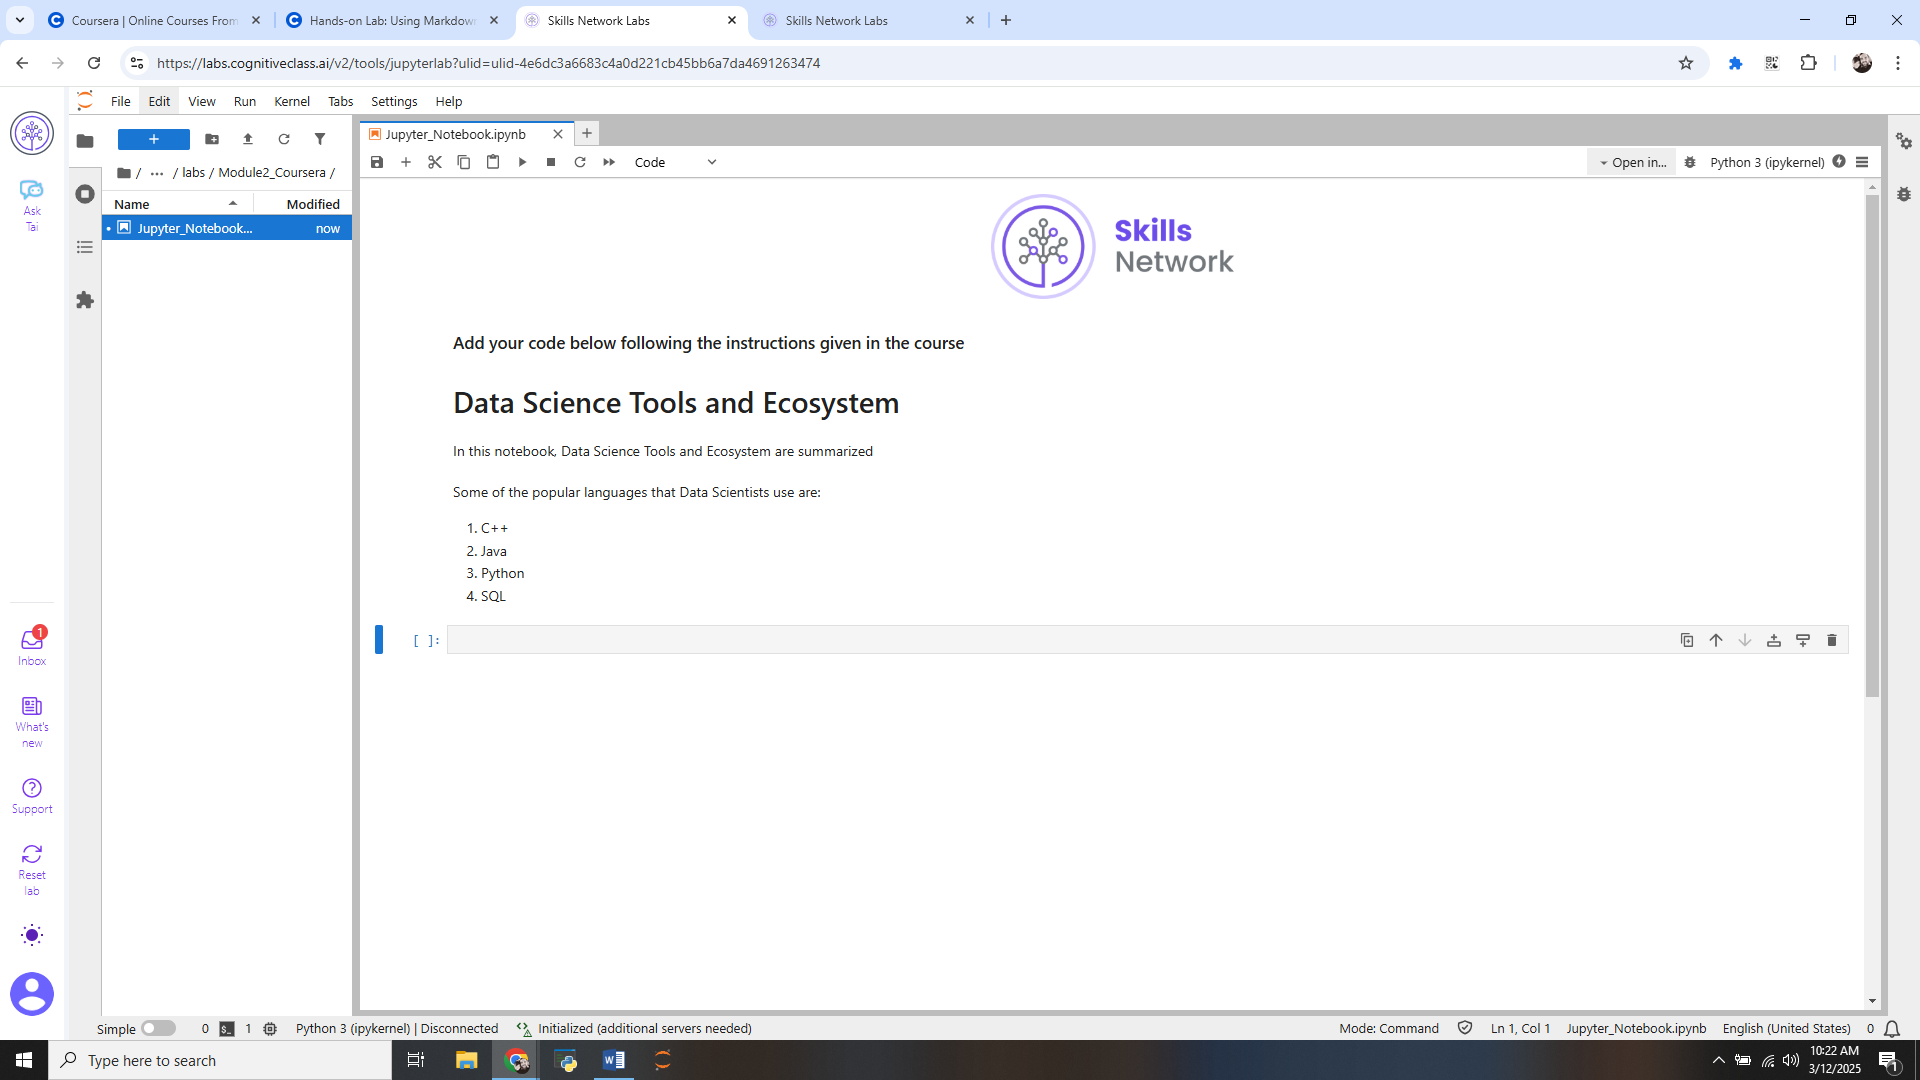 Coursera | Online Courses From
Hands-on Lab: Using Markdown
Skills Network Labs
Skills Network Labs
https://labs.cognitiveclass.ai/v2/tools/jupyterlab?ulid=ulid-4e6dc3a6683c4a0d221cb45bb6a7da4691263474
File Edit View Run Kernel Tabs Settings Help
Ask
Tai
Inbox
1
What's
new
Support
Reset
lab
/ ... / labs / Module2_Coursera /
Name Modified
Jupyter_Notebook... now
Jupyter_Notebook.ipynb
Code
Open in...
Python 3 (ipykernel)
Skills
Network
Add your code below following the instructions given in the course
Data Science Tools and Ecosystem
In this notebook, Data Science Tools and Ecosystem are summarized
Some of the popular languages that Data Scientists use are:
1. C++
2. Java
3. Python
4. SQL
[ ]:
Simple 0 1 Python 3 (ipykernel) | Disconnected Initialized (additional servers needed) Mode: Command Ln 1, Col 1 Jupyter_Notebook.ipynb English (United States) 0
Type here to search
10:22 AM
3/12/2025
1